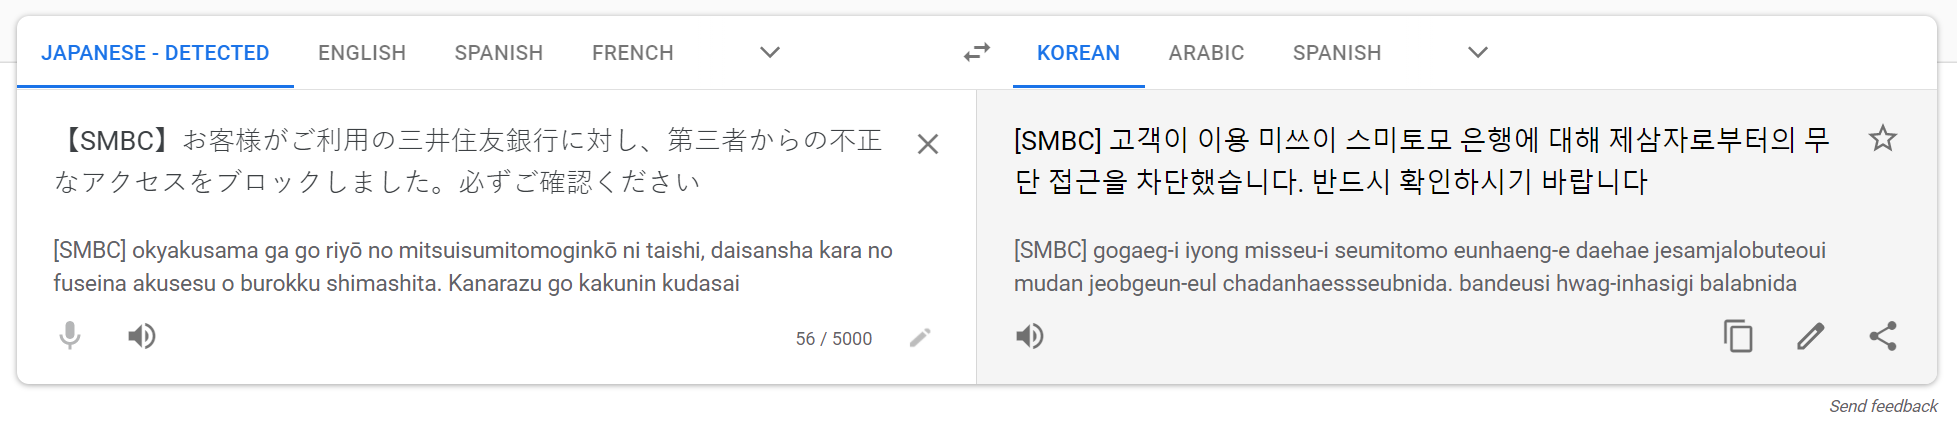 JAPANESE - DETECTED ENGLISH SPANISH FRENCH
KOREAN ARABIC SPANISH
【SMBC】お客様がご利用の三井住友銀行に対し、第三者からの不正
なアクセスをブロックしました。必ずご確認ください
[SMBC] okyakusama ga go riyō no mitsuisumitomoginkō ni taishi, daisansha kara no
fuseina akusesu o burokku shimashita. Kanarazu go kakunin kudasai
56 / 5000
[SMBC] 고객이 이용 미쓰이 스미토모 은행에 대해 제삼자로부터의 무
단 접근을 차단했습니다. 반드시 확인하시기 바랍니다
[SMBC] gogaeg-i iyong misseu-i seumitomo eunhaeng-e daehae jesamjalobuteoui
mudan jeobgeun-eul chadanhaessseubnida. bandeusi hwag-inhasigi balabnida
Send feedback